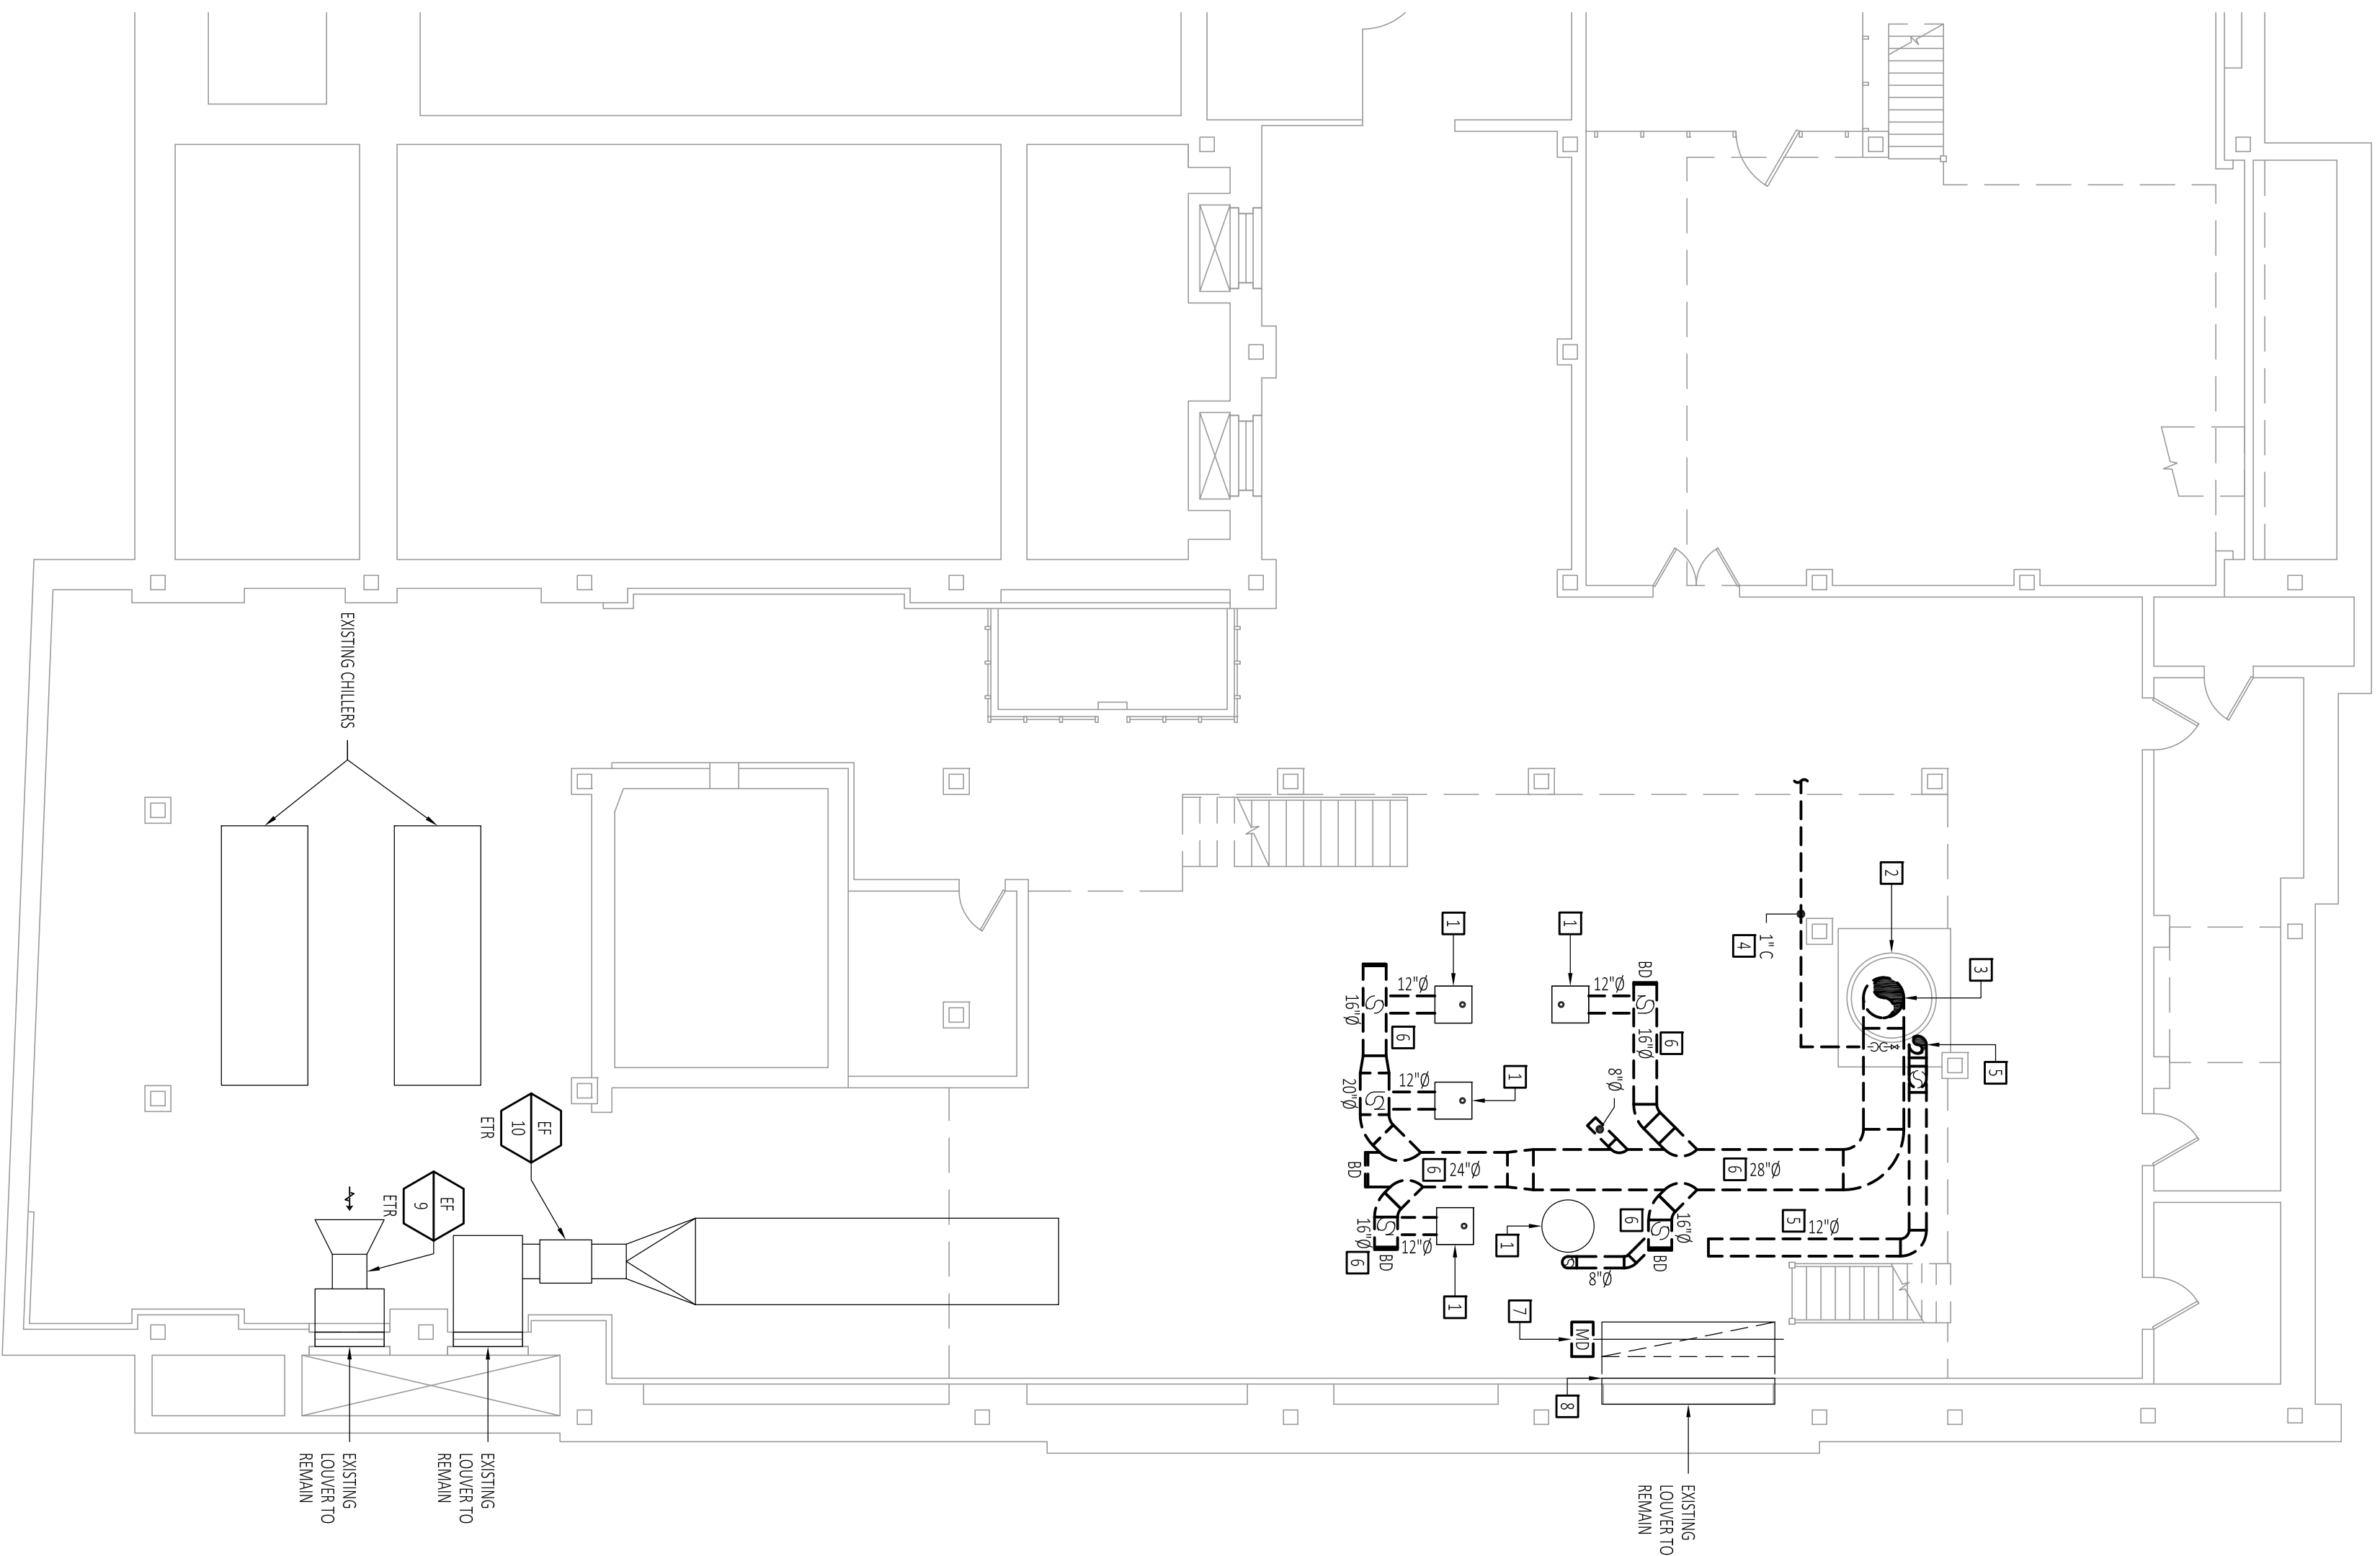 EXISTING CHILLERS
2
1
1
3
4
1" C
BD
12"Ø
12"Ø
16"Ø
6
16"Ø
6
5
8"Ø
12"Ø
1
20"Ø
EF
10
ETR
BD
6
24"Ø
6
28"Ø
EF
9
ETR
16"Ø
6
16"Ø
5
12"Ø
12"Ø
6
BD
1
BD
8"Ø
1
7
MD
8
EXISTING
LOUVER TO
REMAIN
EXISTING
LOUVER TO
REMAIN
EXISTING
LOUVER TO
REMAIN